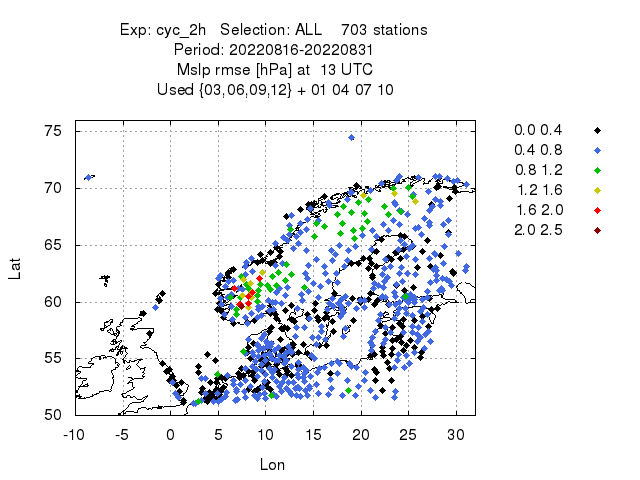 Exp: cyc_2h   Selection: ALL    703 stations
Period: 20220816-20220831
Mslp rmse [hPa] at  13 UTC
Used {03,06,09,12} + 01 04 07 10
0.0 0.4
0.4 0.8
0.8 1.2
1.2 1.6
1.6 2.0
2.0 2.5
75
70
65
60
55
50
Lat
-10 -5 0 5 10 15 20 25 30
Lon